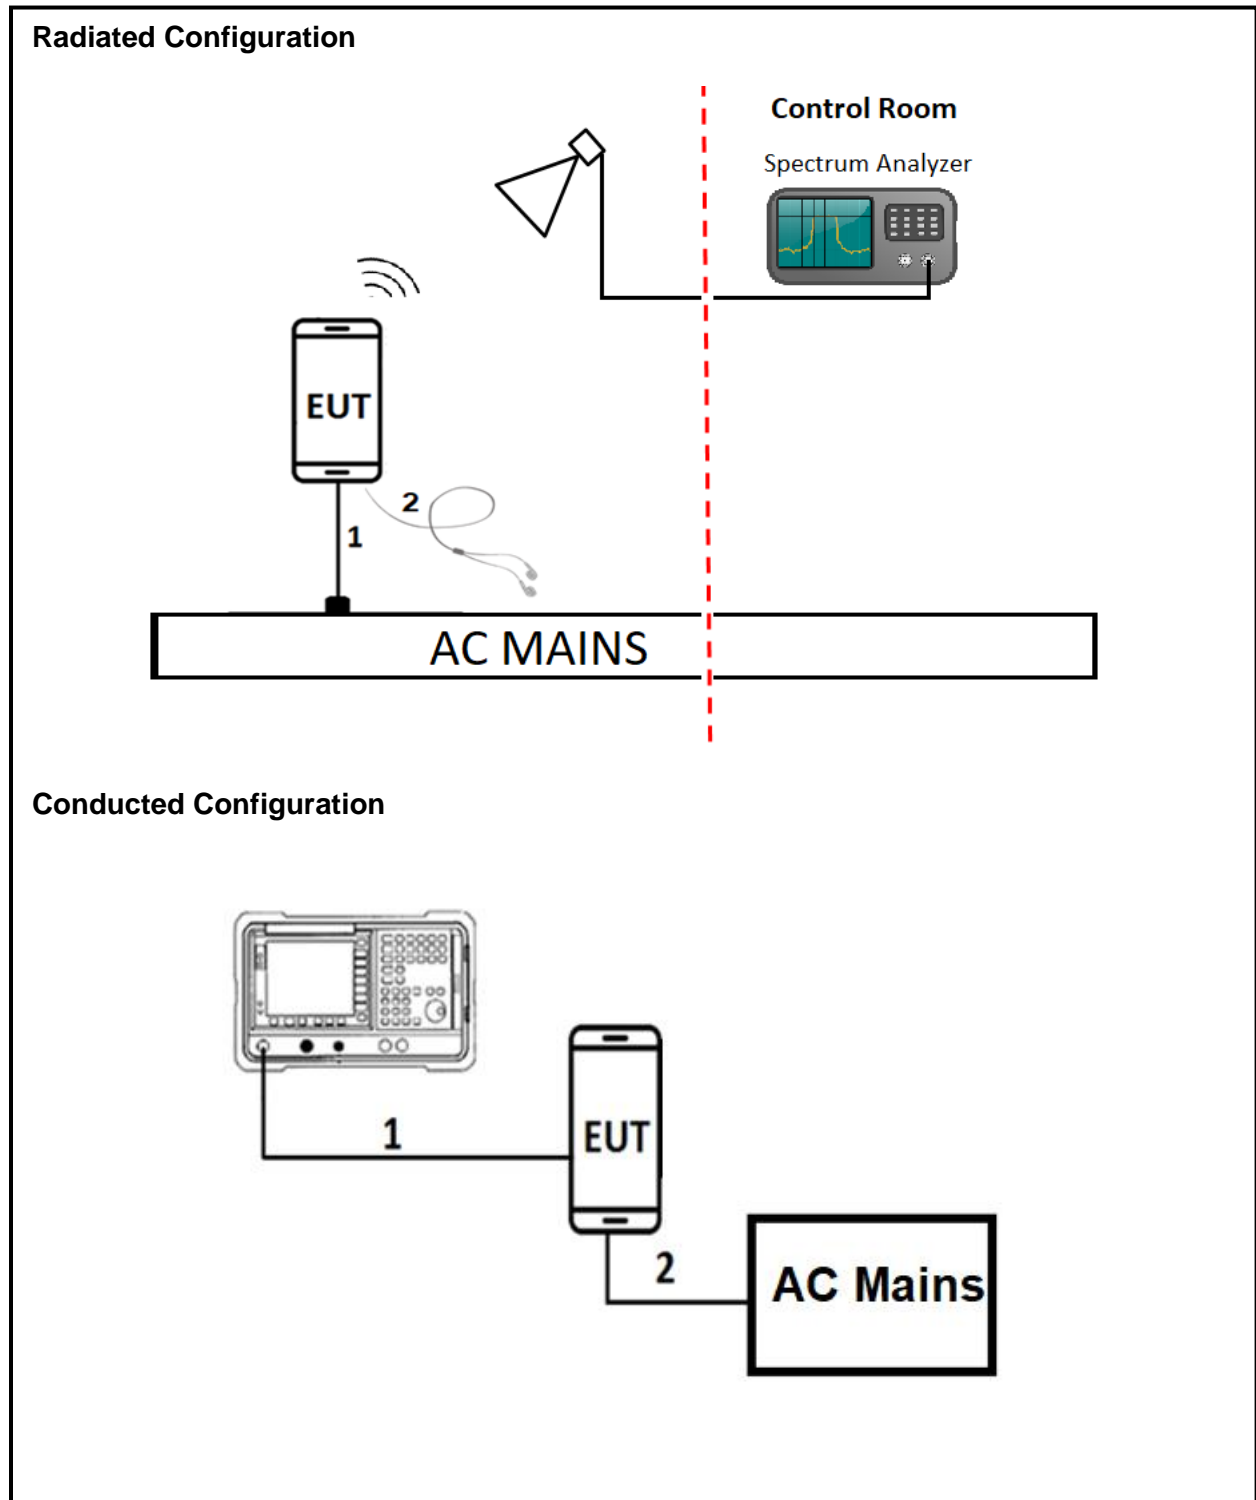 Radiated Configuration
Control Room
Spectrum Analyzer
EUT
2
1
AC MAINS
Conducted Configuration
1
EUT
2
AC Mains